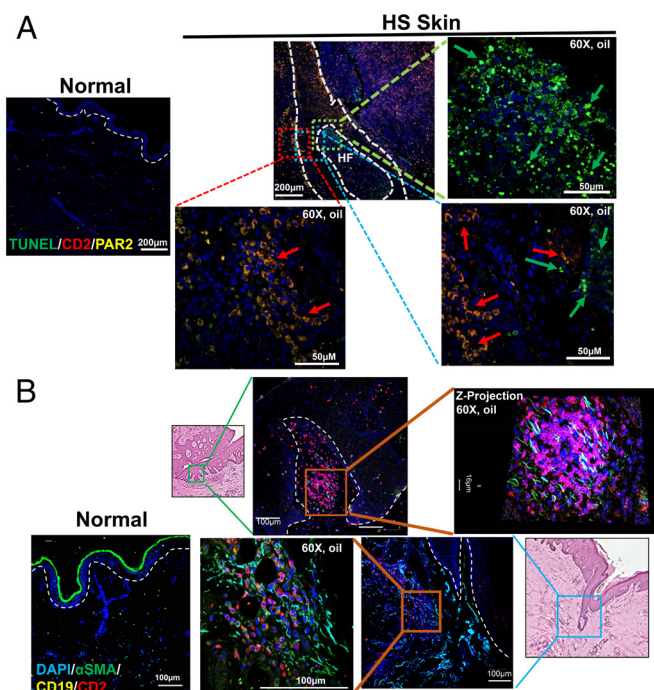 A
HS Skin
Normal
TUNEL/CD2/PAR2
200µm
HF
200µm
60X, oil
50µm
60X, oil
50µM
60X, oil
50µM
B
Normal
DAPI/αSMA/
CD19/CD2
100µm
100µm
Z-Projection
60X, oil
16µm
60X, oil
100µm
100µm